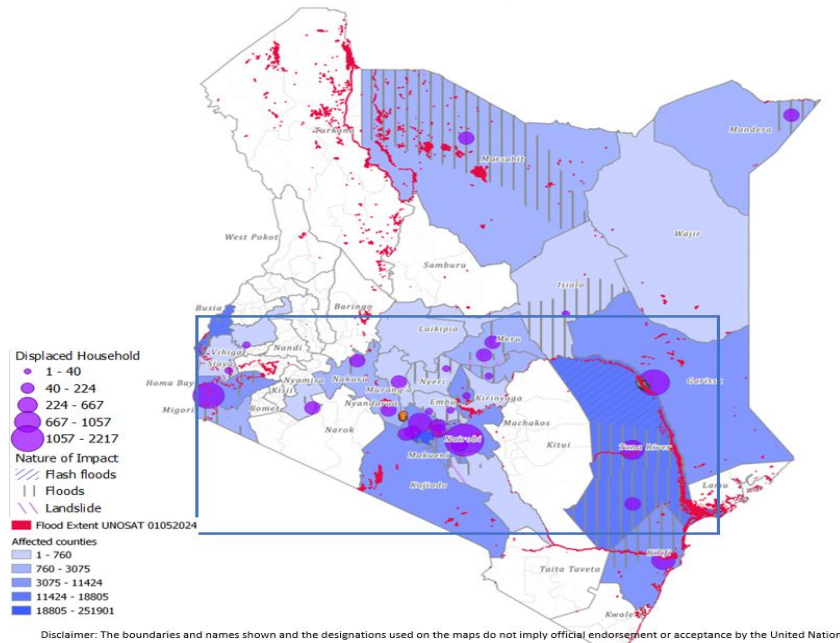 Mandera
Turkana
Marsabit
Wajir
West Pokot
Samburu
Isiolo
Busia
Baringo
Laikipia
Meru
Vihiga
Siaya
Nandi
Homa Bay
Nyamira
Kisii
Nakuru
Nyeri
Garissa
Migori
Bomet
Murang'a
Embu
Kirinyaga
Nyandarua
Narok
Machakos
Nairobi
Kitui
Tana River
Makueni
Kajiado
Lamu
Kilifi
Taita Taveta
Kwale
Displaced Household
1 - 40
40 - 224
224 - 667
667 - 1057
1057 - 2217
Nature of Impact
Flash floods
Floods
Landslide
Flood Extent UNOSAT 01052024
Affected counties
1 - 760
760 - 3075
3075 - 11424
11424 - 18805
18805 - 251901
Disclaimer: The boundaries and names shown and the designations used on the maps do not imply official endorsement or acceptance by the United Nation